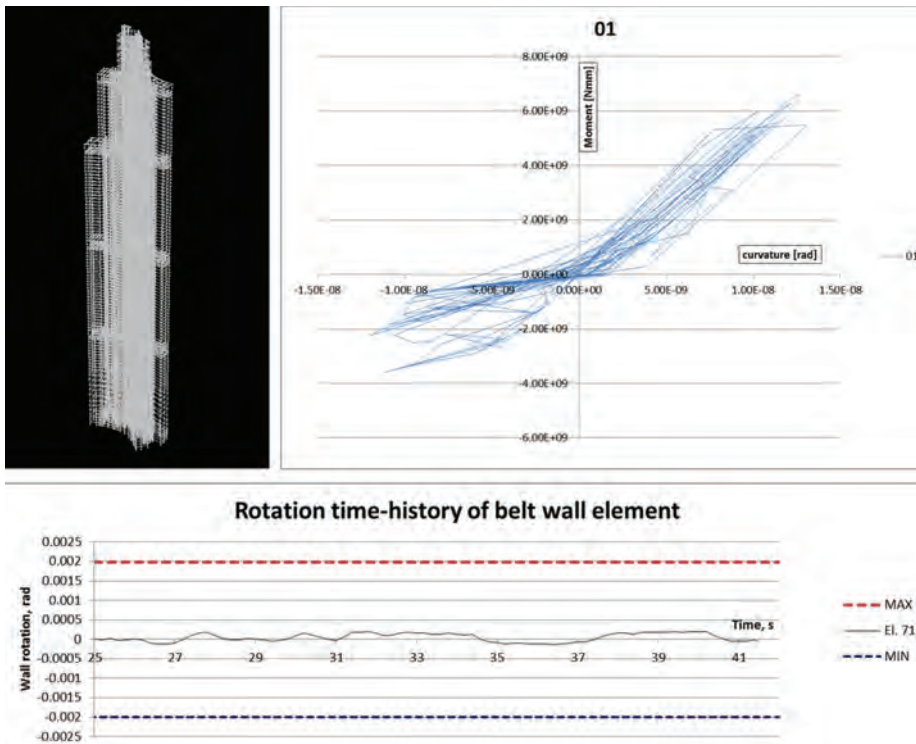 01
8.00E+09
6.00E+09
4.00E+09
2.00E+09
0.00E+00
-2.00E+09
-4.00E+09
-6.00E+09
Moment [Nmm]
curvature [rad]
-1.50E-08 -1.00E-08 -5.00E-09 0.00E+00 5.00E-09 1.00E-08 1.50E-08
01
Rotation time-history of belt wall element
0.0025
0.002
0.0015
0.001
0.0005
0
-0.0005
-0.001
-0.0015
-0.002
-0.0025
Wall rotation, rad
Time, s
25 27 29 31 33 35 37 39 41
MAX
El. 71
MIN